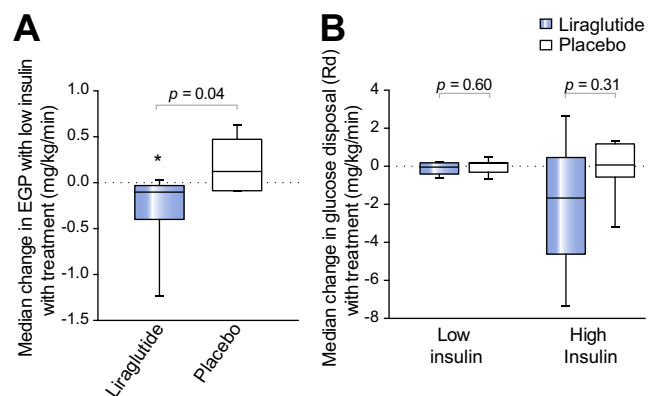 A
Median change in EGP with low insulin
with treatment (mg/kg/min)
1.0
0.5
0.0
-0.5
-1.0
-1.5
p = 0.04
*
Liraglutide
Placebo
B
Liraglutide
Placebo
Median change in glucose disposal (Rd)
with treatment (mg/kg/min)
4
2
0
-2
-4
-6
-8
p = 0.60
p = 0.31
Low
insulin
High
Insulin